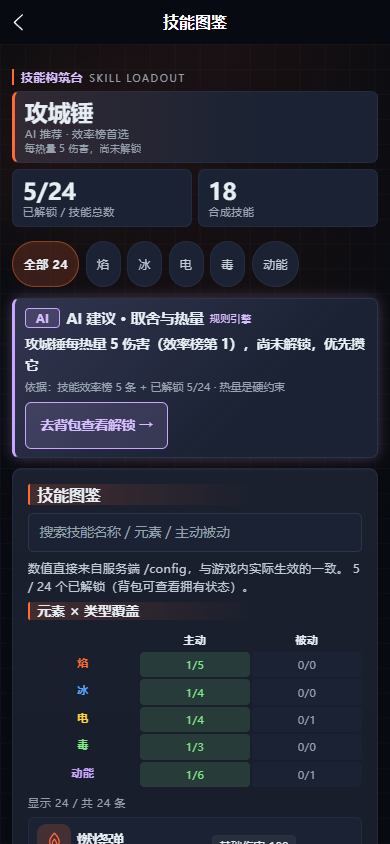 技能图鉴
技能构筑台 SKILL LOADOUT
攻城锤
AI 推荐 · 效率榜首选
每热量 5 伤害，尚未解锁
5/24
已解锁 / 技能总数
18
合成技能
全部 24 焰 冰 电 毒 动能
AI AI 建议 · 取舍与热量 规则引擎
攻城锤每热量 5 伤害（效率榜第 1），尚未解锁，优先攒
它
依据：技能效率榜 5 条 + 已解锁 5/24 · 热量是硬约束
去背包查看解锁 →
技能图鉴
搜索技能名称 / 元素 / 主动被动
数值直接来自服务端 /config，与游戏内实际生效的一致。 5
/ 24 个已解锁（背包可查看拥有状态）。
元素 × 类型覆盖
主动 被动
焰 1/5 0/0
冰 1/4 0/0
电 1/4 0/1
毒 1/3 0/0
动能 1/6 0/1
显示 24 / 共 24 条
燃烧弹